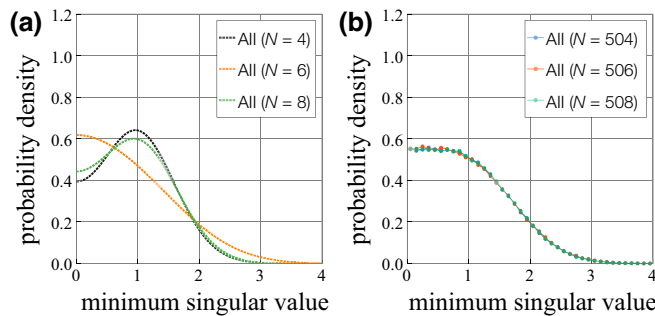 (a)
1.2
1.0
0.8
0.6
0.4
0.2
0.0
probability density
All (N = 4)
All (N = 6)
All (N = 8)
0 1 2 3 4
minimum singular value
(b)
1.2
1.0
0.8
0.6
0.4
0.2
0.0
probability density
All (N = 504)
All (N = 506)
All (N = 508)
0 1 2 3 4
minimum singular value